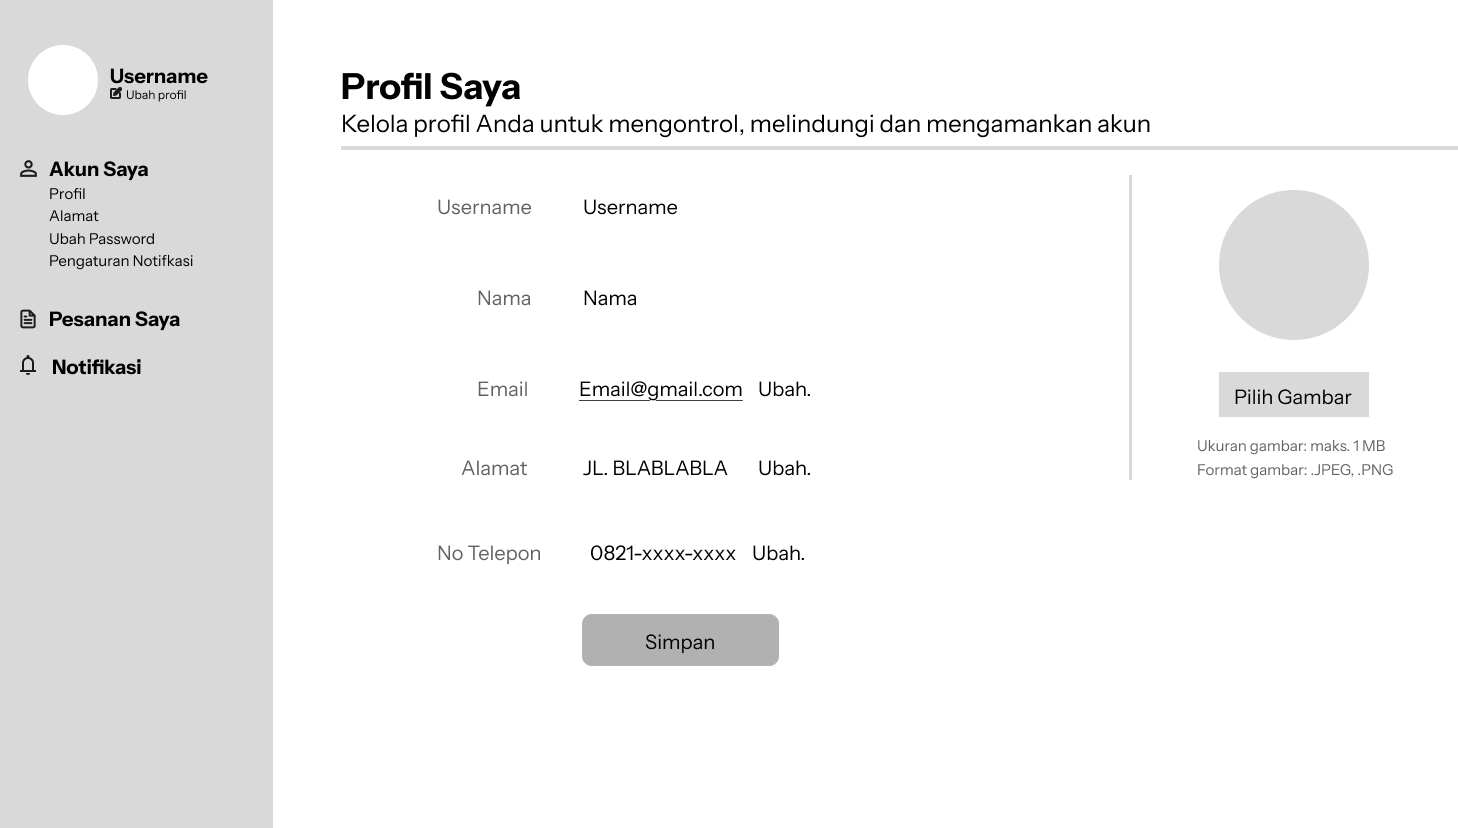 Username
Ubah profil
Akun Saya
Profil
Alamat
Ubah Password
Pengaturan Notifkasi
Pesanan Saya
Notifikasi
Profil Saya
Kelola profil Anda untuk mengontrol, melindungi dan mengamankan akun
Username Username
Nama Nama
Email Email@gmail.com Ubah.
Alamat JL. BLABLABLA Ubah.
No Telepon 0821-xxxx-xxxx Ubah.
Simpan
Pilih Gambar
Ukuran gambar: maks. 1 MB
Format gambar: .JPEG, .PNG